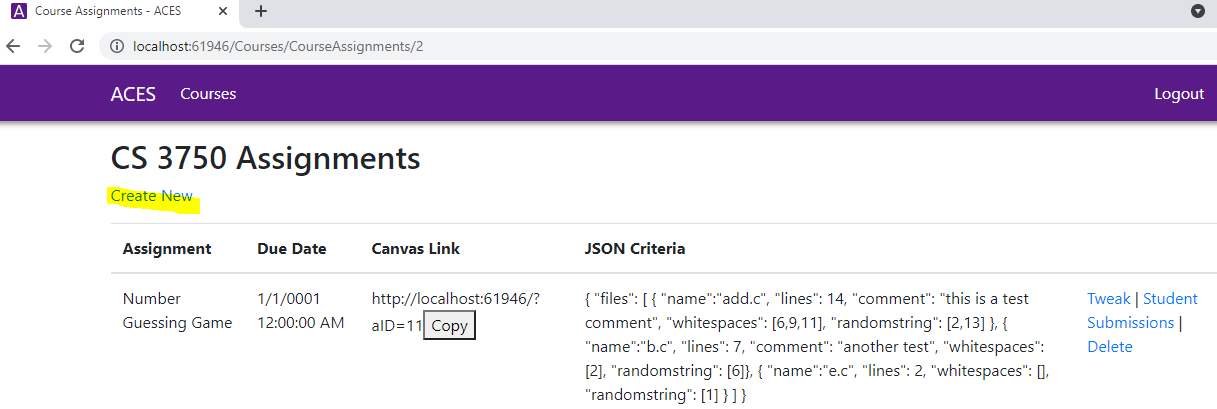 A Course Assignments - ACES
localhost:61946/Courses/CourseAssignments/2
ACES Courses Logout
CS 3750 Assignments
Create New
Assignment Due Date Canvas Link JSON Criteria
Number 1/1/0001 http://localhost:61946/? { "files": [ { "name":"add.c", "lines": 14, "comment": "this is a test Tweak | Student
Guessing Game 12:00:00 AM aID=11 Copy comment", "whitespaces": [6,9,11], "randomstring": [2,13] }, { Submissions |
"name":"b.c", "lines": 7, "comment": "another test", "whitespaces": Delete
[2], "randomstring": [6]}, { "name":"e.c", "lines": 2, "whitespaces": [],
"randomstring": [1] } ] }